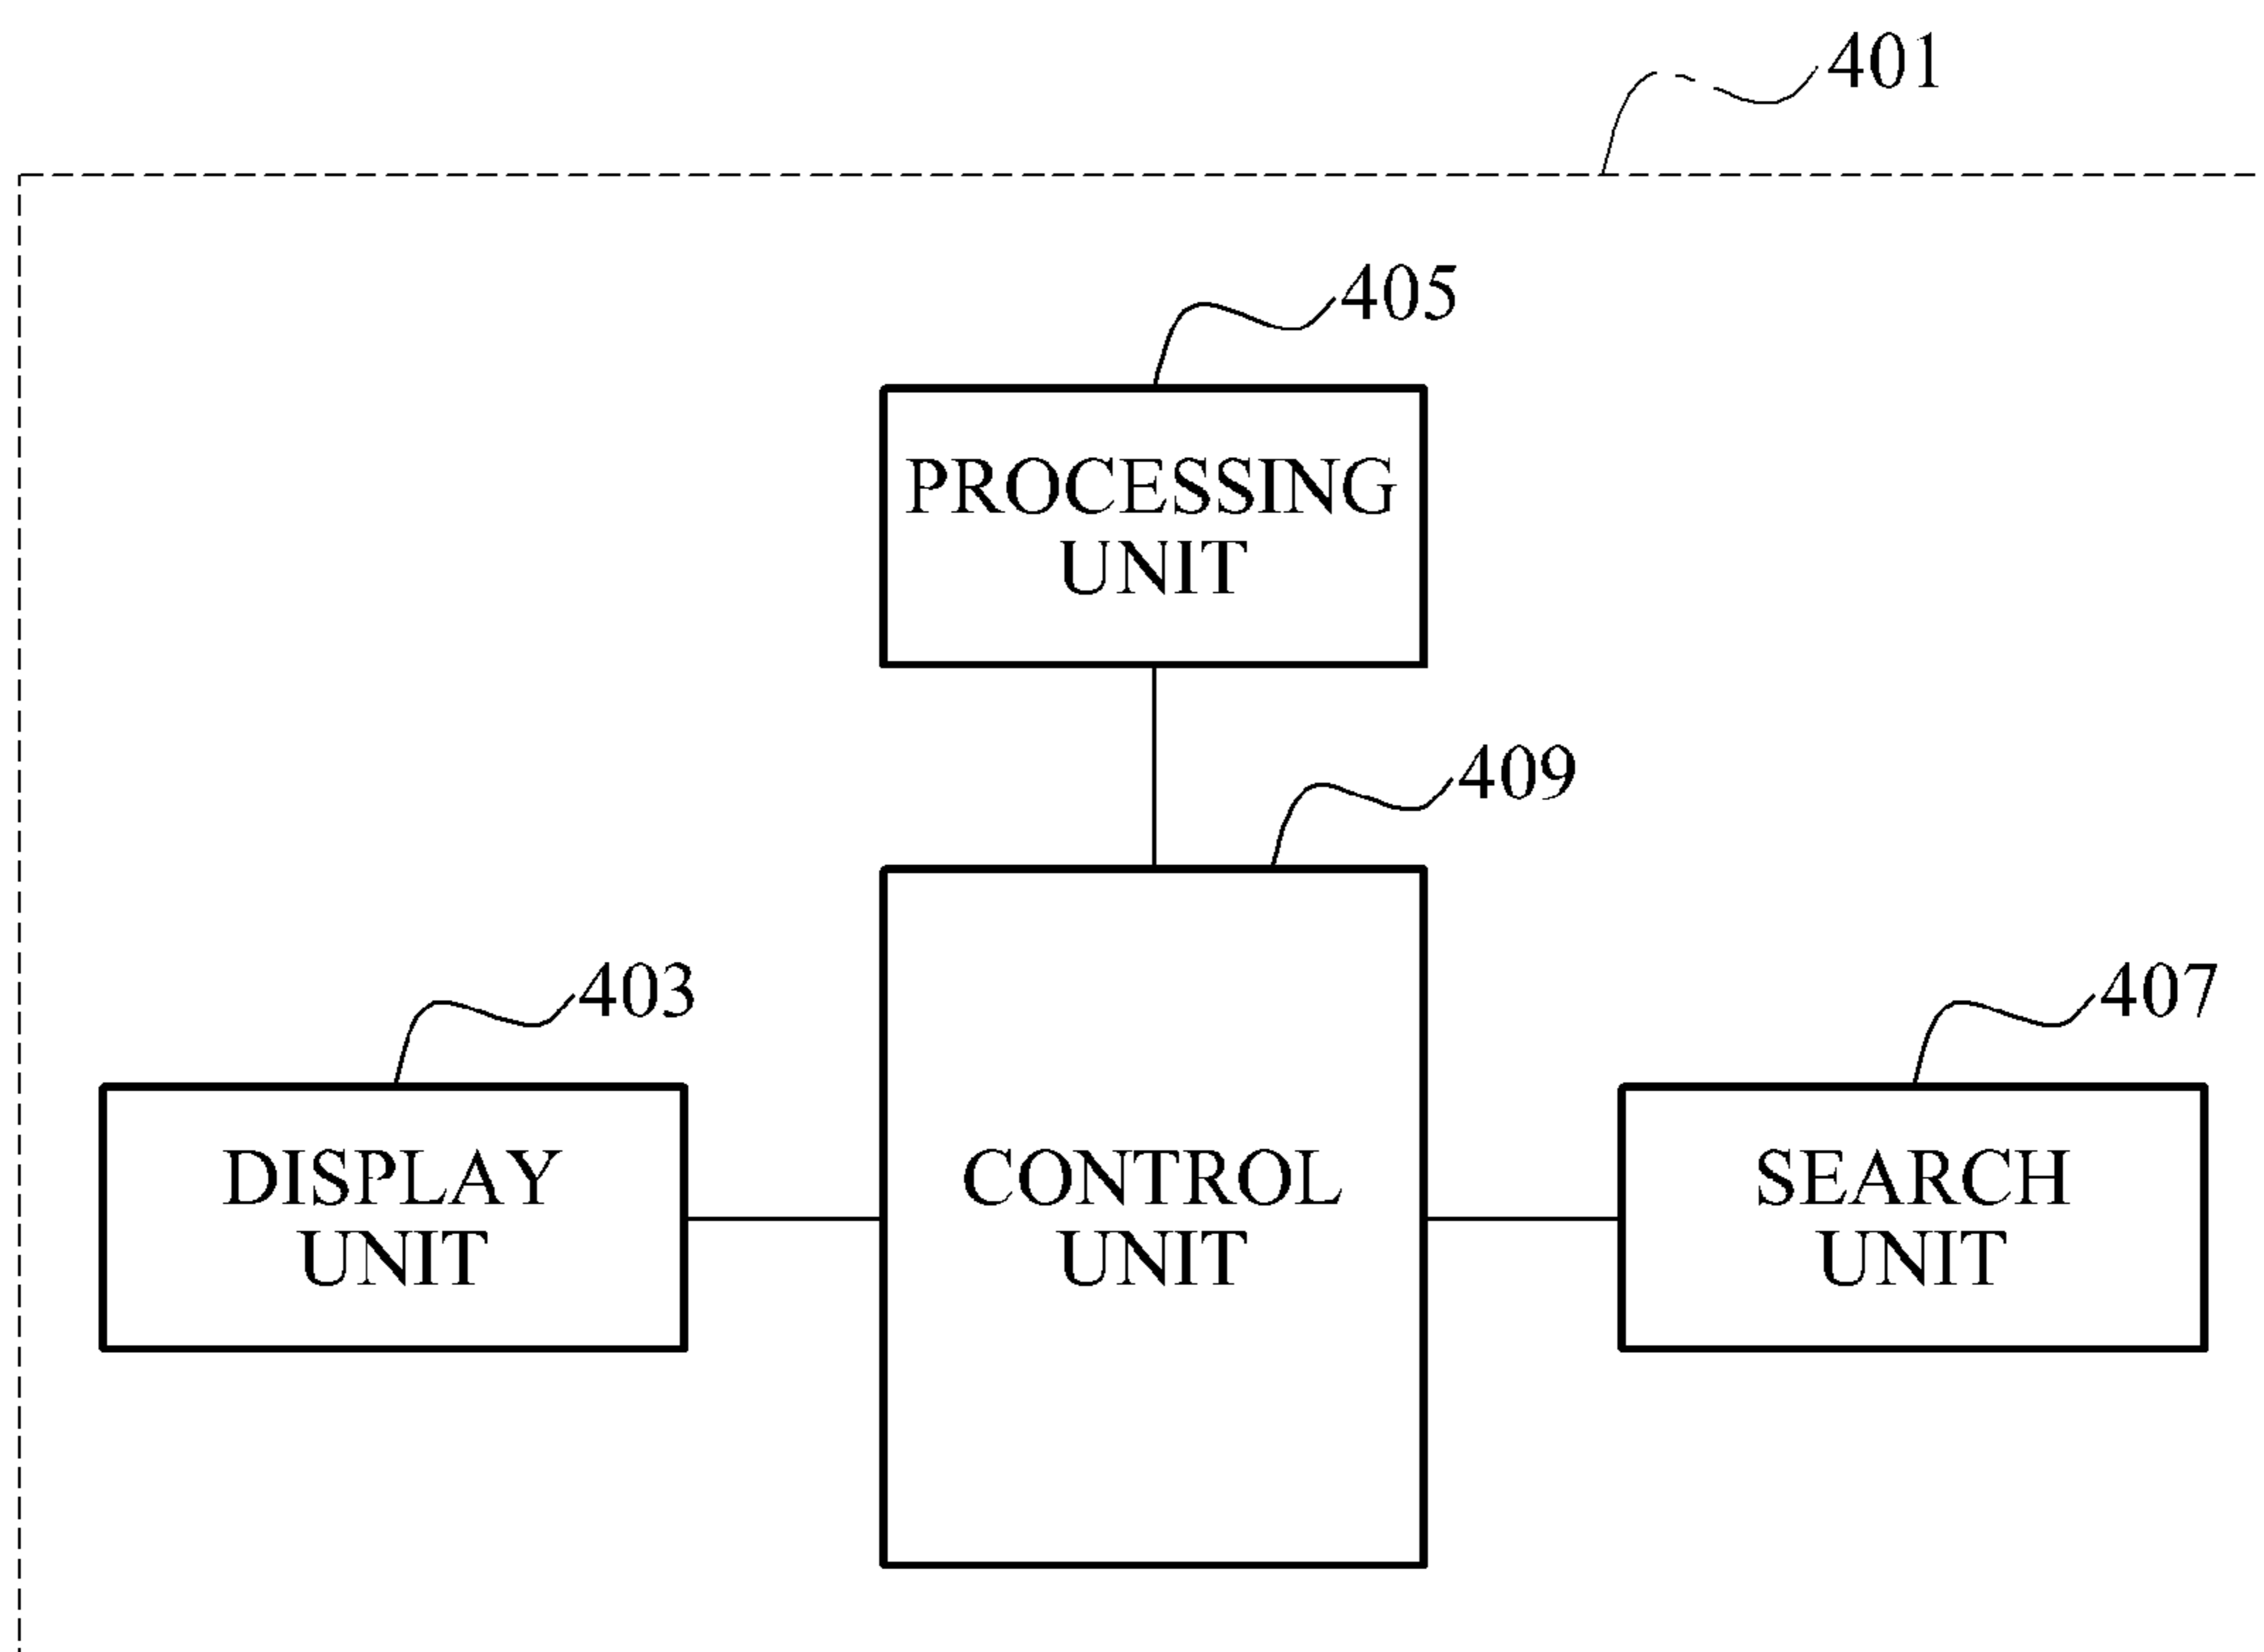 401
405
PROCESSING
UNIT
409
403
407
DISPLAY
UNIT
CONTROL
UNIT
SEARCH
UNIT